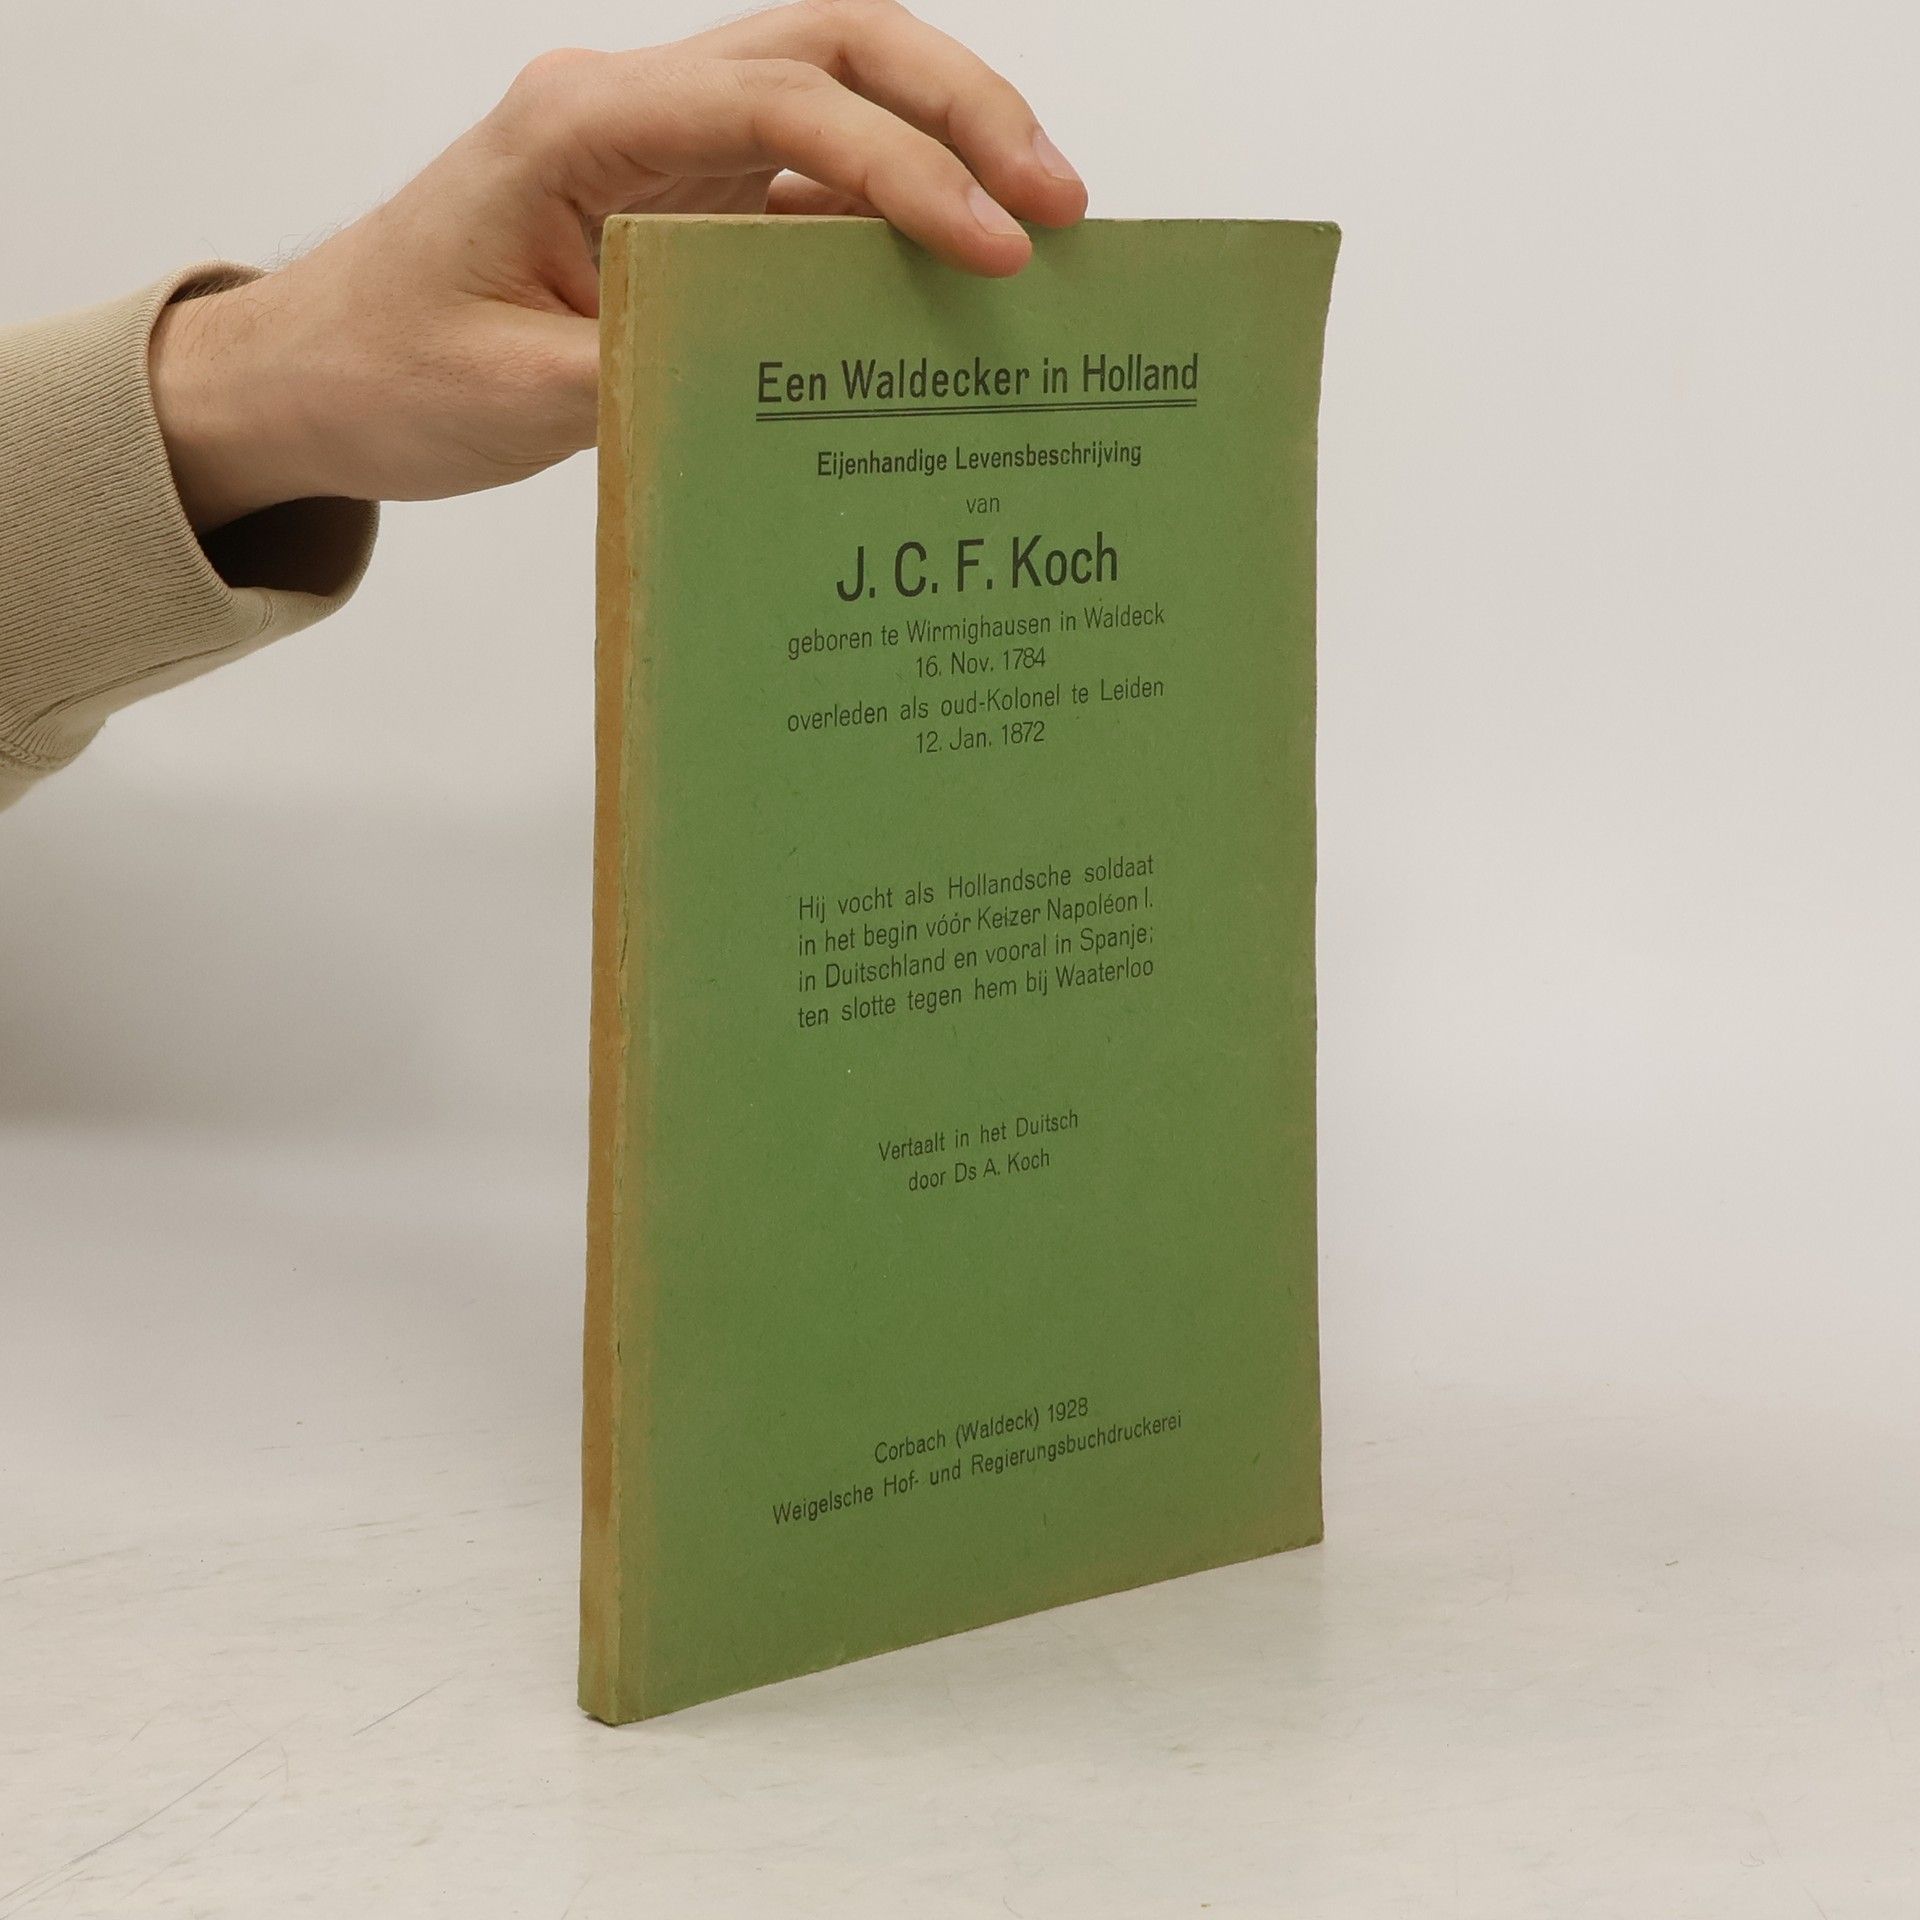 Een Waldecker in Holland
Eijenhandige Levensbeschrijving
van
J. C. F. Koch
geboren te Wirmighausen in Waldeck
16. Nov. 1784
overleden als oud-Kolonel te Leiden
12. Jan. 1872
Hij vocht als Hollandsche soldaat
in het begin vóór Keizer Napoléon I.
in Duitschland en vooral in Spanje;
ten slotte tegen hem bij Waaterloo
Vertaalt in het Duitsch
door Ds A. Koch
Corbach (Waldeck) 1928
Weigelsche Hof- und Regierungsbuchdruckerei